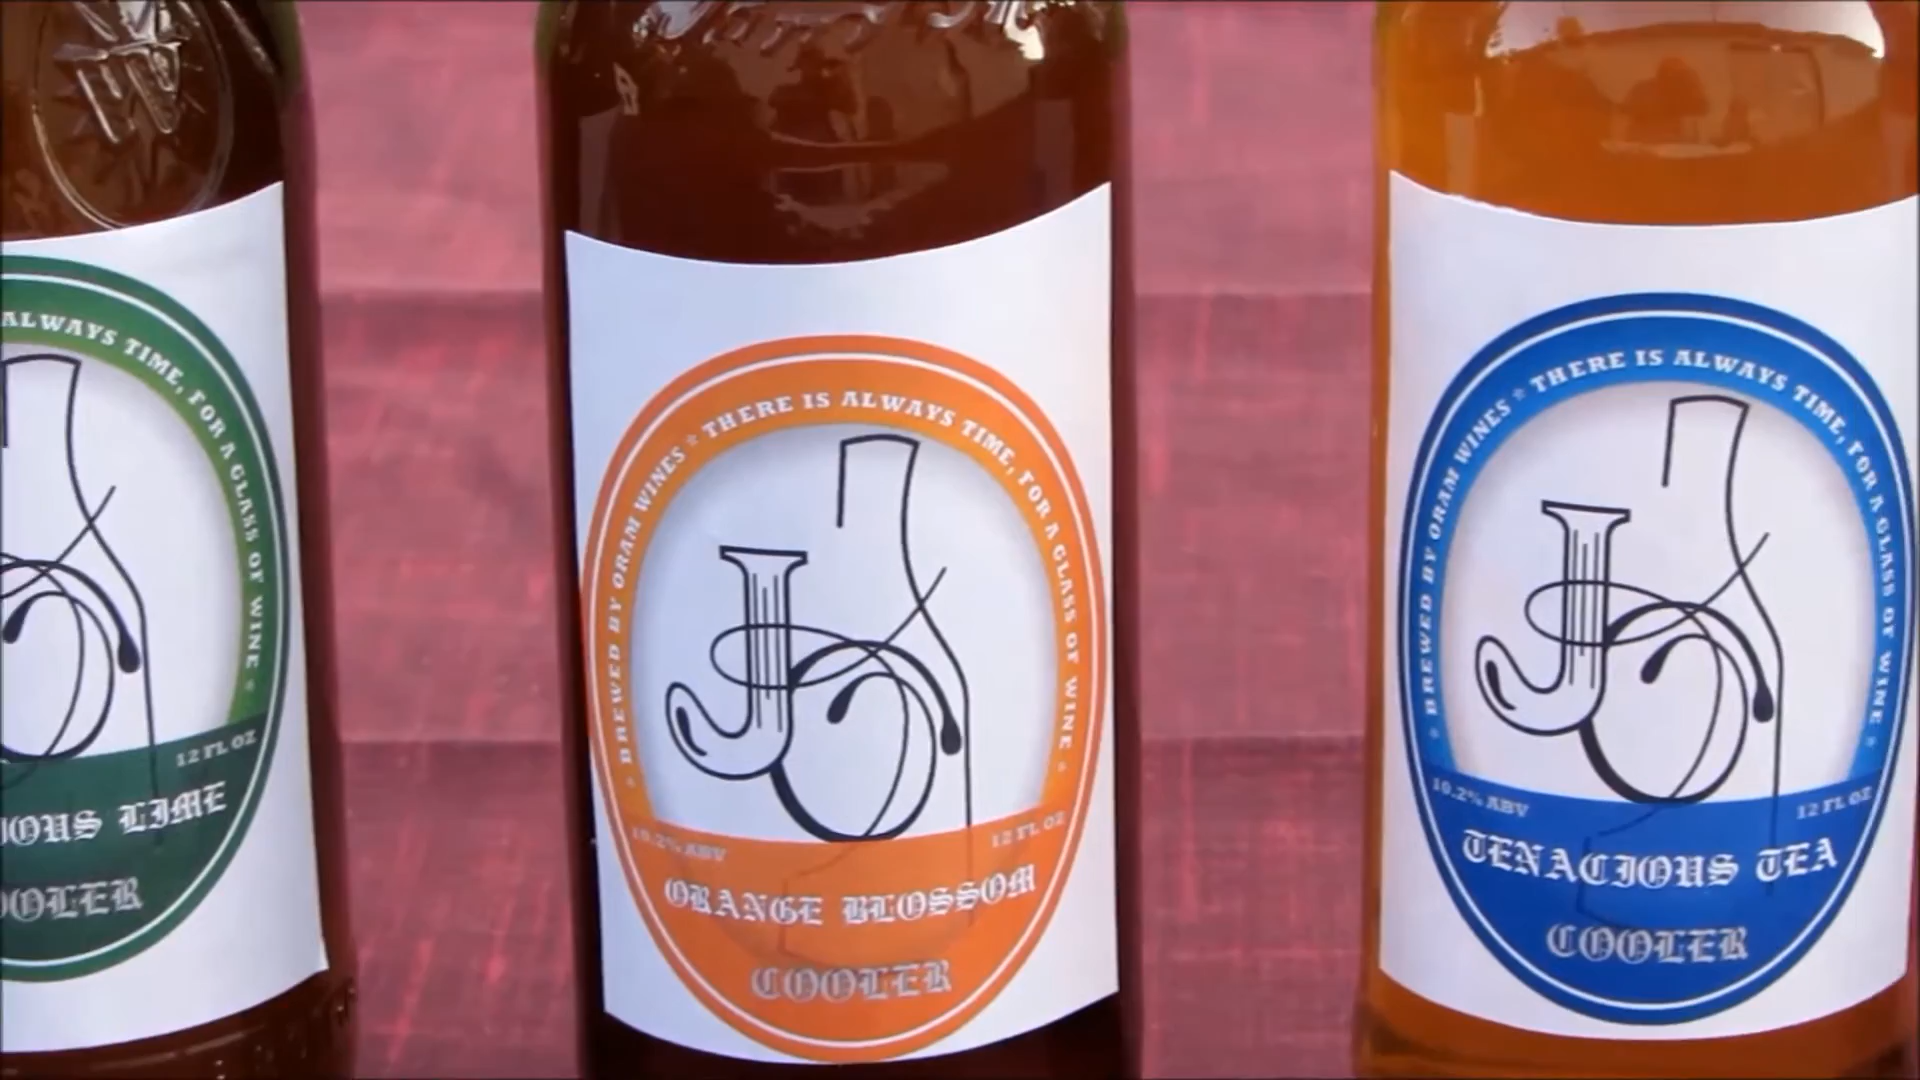 ALWAYS TIME, FOR A GLASS OF WINE
12 FL OZ
IOUS LIME
OOLER
BREWED BY ORAM WINES * THERE IS ALWAYS TIME, FOR A GLASS OF WINE
10.2% ABV
12 FL OZ
ORANGE BLOSSOM
COOLER
BREWED BY ORAM WINES * THERE IS ALWAYS TIME, FOR A GLASS OF WINE
10.2% ABV
12 FL OZ
TENACIOUS TEA
COOLER